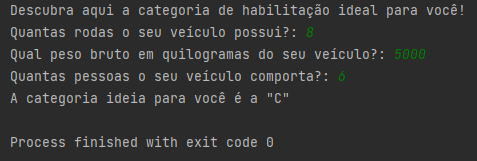 Descubra aqui a categoria de habilitação ideal para você!
Quantas rodas o seu veículo possui?: 8
Qual peso bruto em quilogramas do seu veículo?: 5000
Quantas pessoas o seu veículo comporta?: 6
A categoria ideia para você é a "C"
Process finished with exit code 0